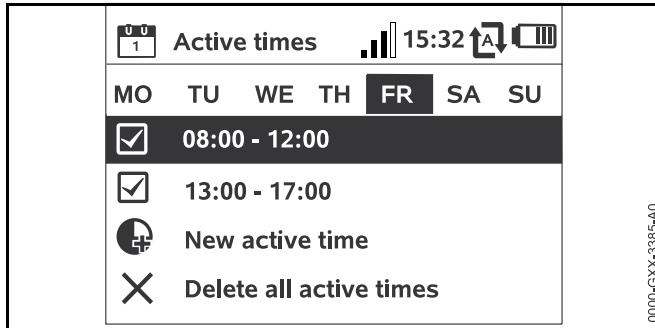 1 Active times 15:32 A
MO TU WE TH FR SA SU
08:00 - 12:00
13:00 - 17:00
New active time
Delete all active times
0000-GXX-3385-A0